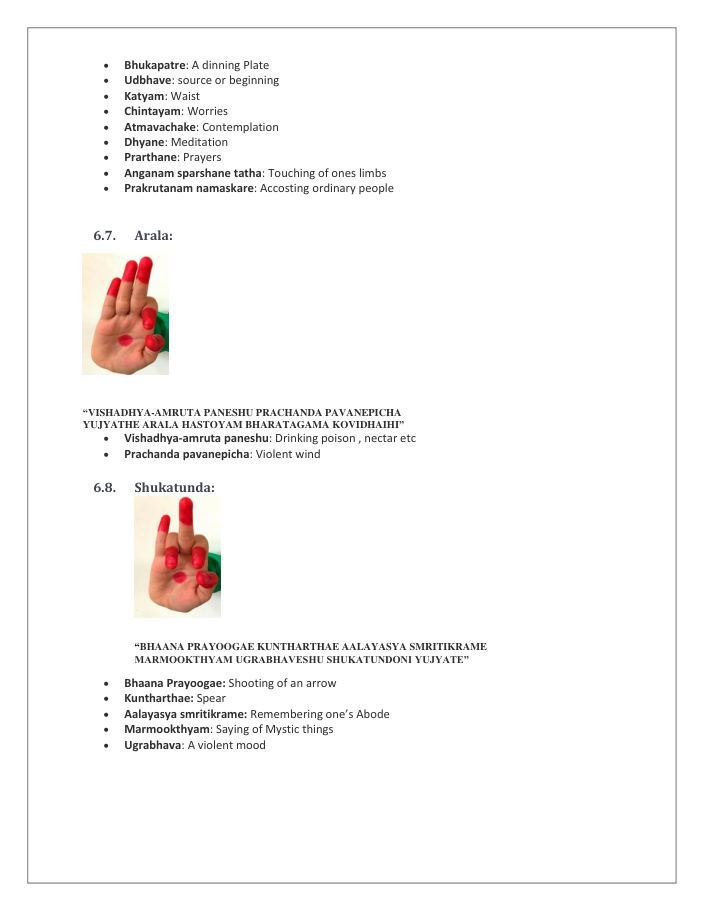 • Bhukapatre: A dinning Plate
• Udbhave: source or beginning
• Katyam: Waist
• Chintayam: Worries
• Atmavachake: Contemplation
• Dhyane: Meditation
• Prarthane: Prayers
• Anganam sparshane tatha: Touching of ones limbs
• Prakrutanam namaskare: Accosting ordinary people
6.7. Arala:
“VISHADHYA-AMRUTA PANESHU PRACHANDA PAVANEPICHA
YUJYATHE ARALA HASTOYAM BHARATAGAMA KOVIDHAIHI”
• Vishadhya-amruta paneshu: Drinking poison , nectar etc
• Prachanda pavanepicha: Violent wind
6.8. Shukatunda:
“BHAANA PRAYOOGAE KUNTHARTHAE AALAYASYA SMRITIKRAME
MARMOOKTHYAM UGRABHAVESHU SHUKATUNDONI YUJYATE”
• Bhaana Prayoogae: Shooting of an arrow
• Kuntharthae: Spear
• Aalayasya smritikrame: Remembering one’s Abode
• Marmookthyam: Saying of Mystic things
• Ugrabhava: A violent mood